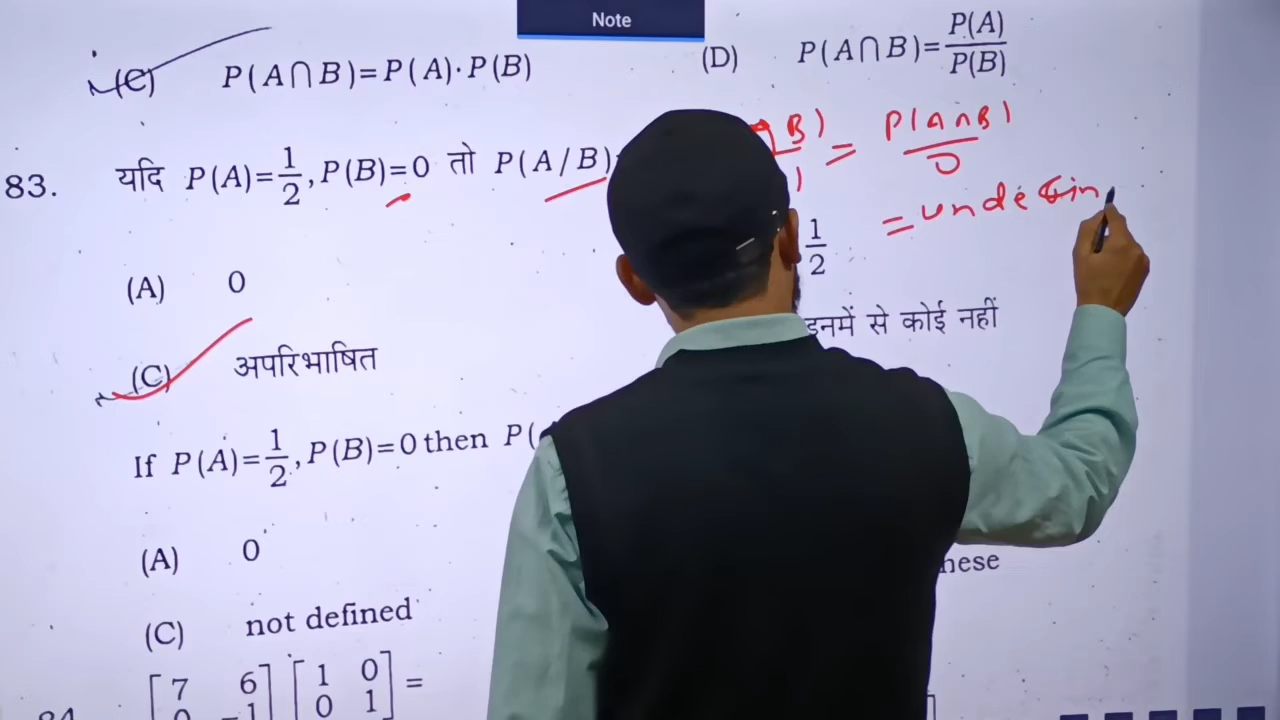 Note
(C) P(A∩B)=P(A)·P(B) (D) P(A∩B)=P(A)/P(B)
B) = P(A∩B)/0
83. यदि P(A)=1/2, P(B)=0 तो P(A/B)
= undefin
(A) 0 1/2
(C) अपरिभाषित इनमें से कोई नहीं
If P(A)=1/2, P(B)=0 then P(
(A) 0
(C) not defined
[7 6 [1 0 =
-1] 0 1]